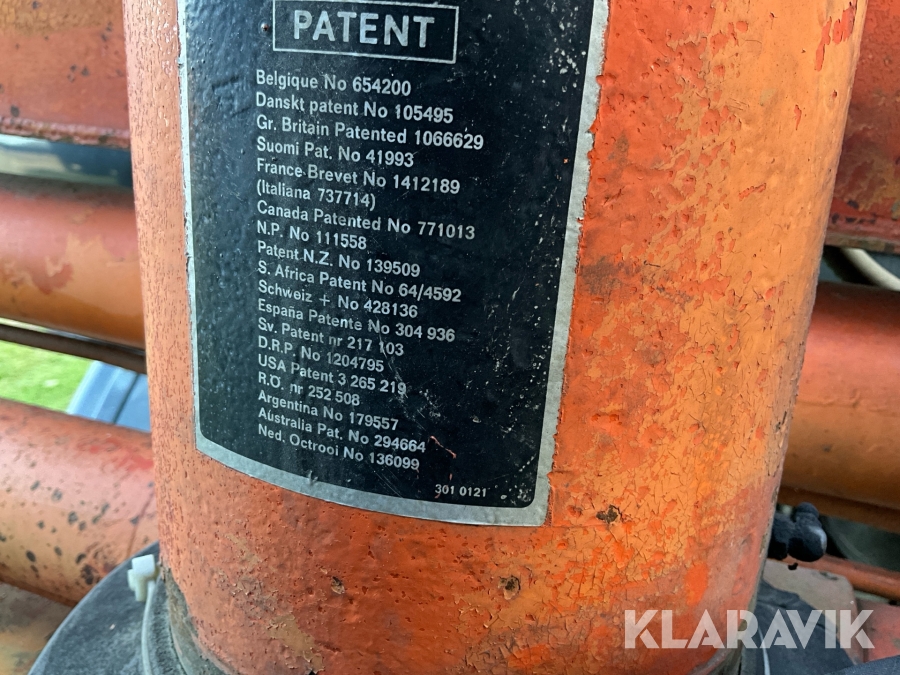 PATENT
Belgique No 654200
Danskt patent No 105495
Gr. Britain Patented 1066629
Suomi Pat. No 41993
France Brevet No 1412189
(Italiana 737714)
Canada Patented No 771013
N.P. No 111558
Patent N.Z. No 139509
S. Africa Patent No 64/4592
Schweiz + No 428136
España Patente No 304 936
Sv. Patent nr 217 103
D.R.P. No 1204795
USA Patent 3 265 219
R.Ö. nr 252 508
Argentina No 179557
Australia Pat. No 294664
Ned. Octrooi No 136099
301 0121
KLARAVIK